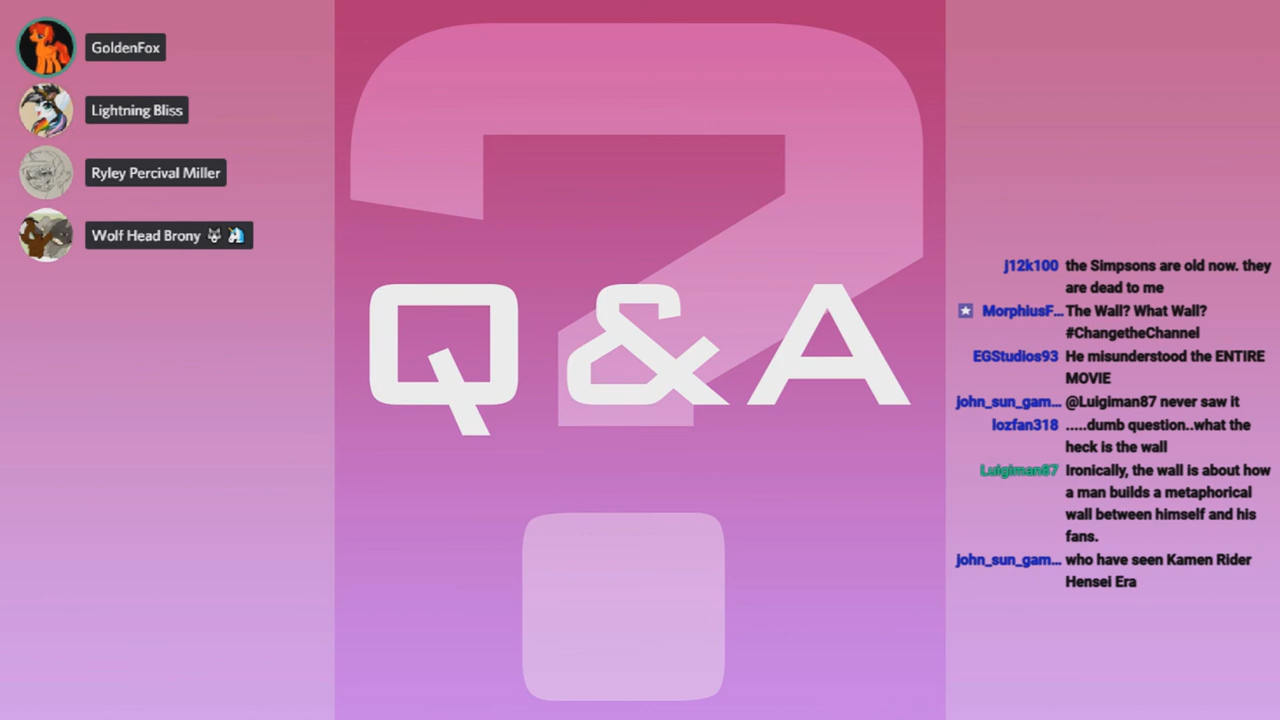 GoldenFox
Lightning Bliss
Ryley Percival Miller
Wolf Head Brony 🐺 🦄
?
Q & A
j12k100 the Simpsons are old now. they
are dead to me
MorphiusF... The Wall? What Wall?
#ChangetheChannel
EGStudios93 He misunderstood the ENTIRE
MOVIE
john_sun_gam... @Luigiman87 never saw it
lozfan318 .....dumb question..what the
heck is the wall
Luigiman87 Ironically, the wall is about how
a man builds a metaphorical
wall between himself and his
fans.
john_sun_gam... who have seen Kamen Rider
Hensei Era